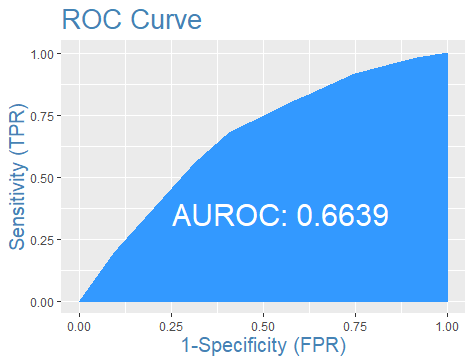 ROC Curve
1.00
0.75
0.50
0.25
0.00
Sensitivity (TPR)
AUROC: 0.6639
0.00 0.25 0.50 0.75 1.00
1-Specificity (FPR)